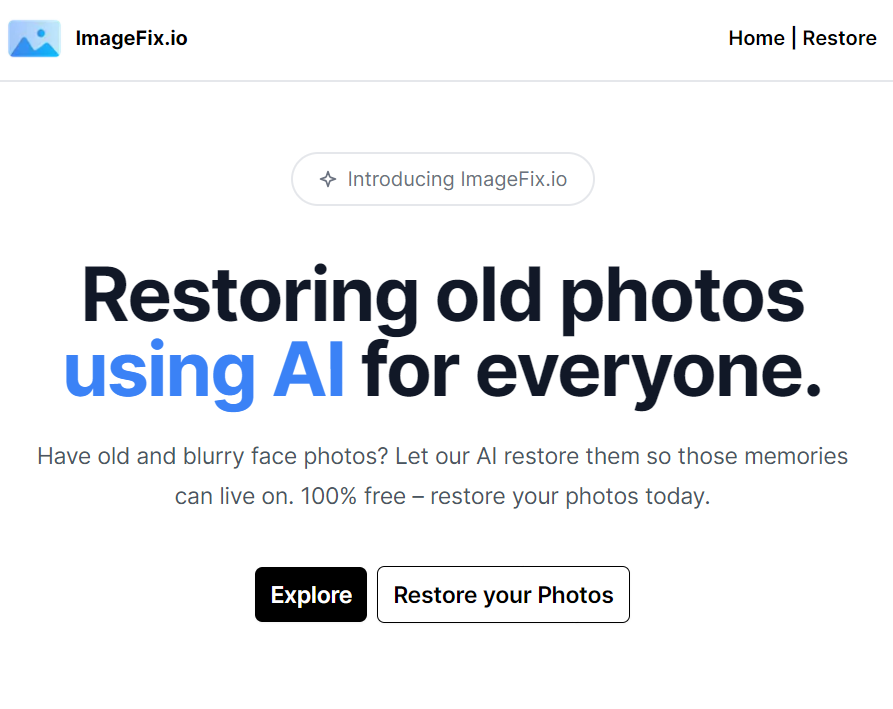 ImageFix.io
Home | Restore
Introducing ImageFix.io
Restoring old photos
using AI for everyone.
Have old and blurry face photos? Let our AI restore them so those memories
can live on. 100% free – restore your photos today.
Explore
Restore your Photos